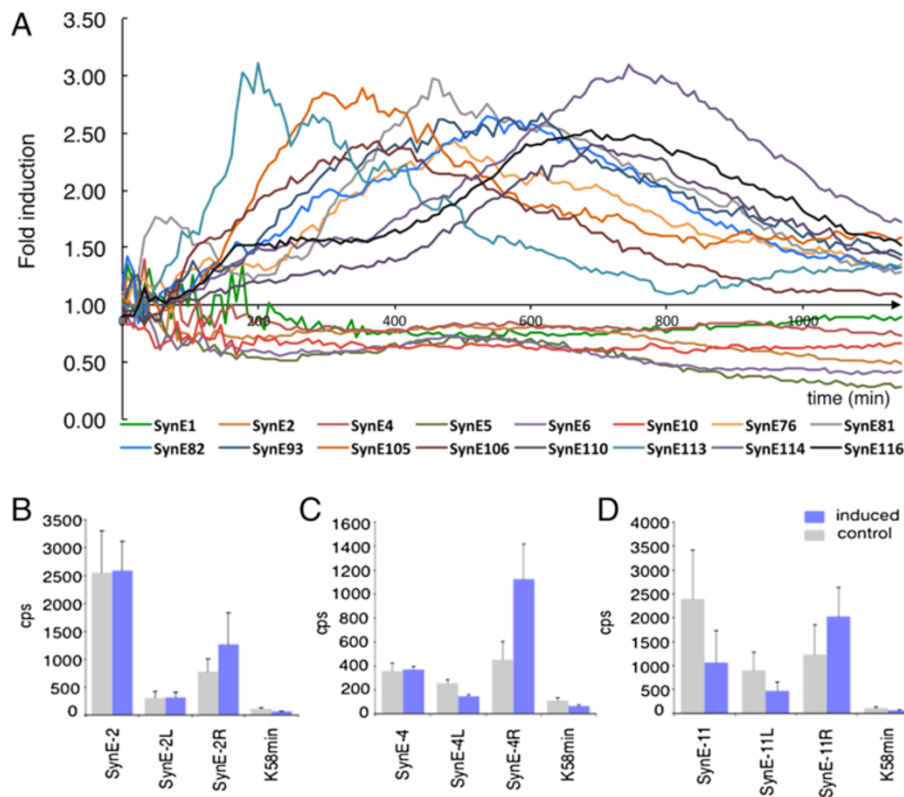 A
Fold induction
3.50
3.00
2.50
2.00
1.50
1.00
0.50
0.00
0 200 400 600 800 1000
time (min)
SynE1 SynE2 SynE4 SynE5 SynE6 SynE10 SynE76 SynE81
SynE82 SynE93 SynE105 SynE106 SynE110 SynE113 SynE114 SynE116
B
cps
3500
3000
2500
2000
1500
1000
500
0
SynE-2
SynE-2L
SynE-2R
K58min
C
cps
1600
1400
1200
1000
800
600
400
200
0
SynE-4
SynE-4L
SynE-4R
K58min
D
cps
4000
3500
3000
2500
2000
1500
1000
500
0
SynE-11
SynE-11L
SynE-11R
K58min
induced
control